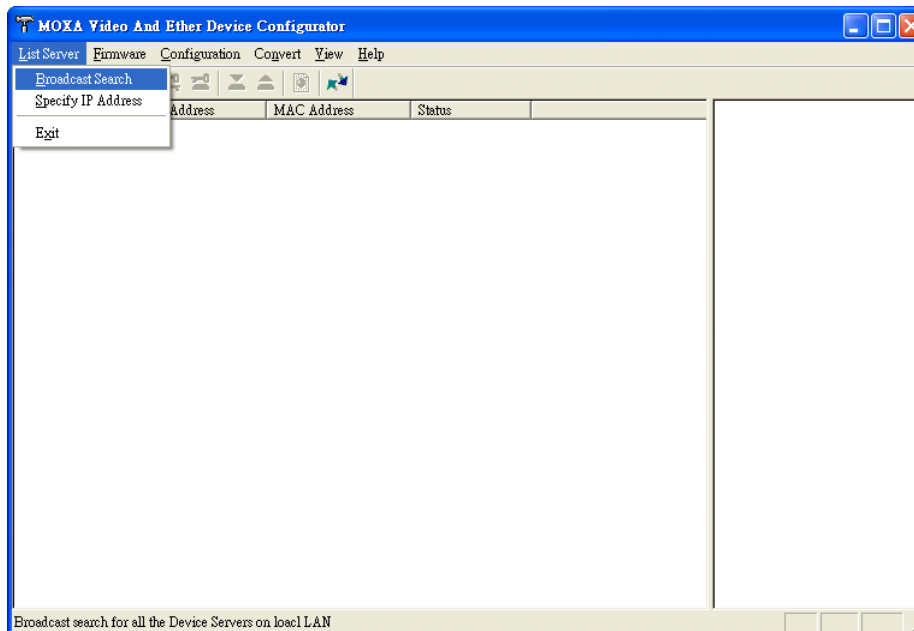 MOXA Video And Ether Device Configurator
List Server Firmware Configuration Convert View Help
Broadcast Search
Specify IP Address
Exit
Address MAC Address Status
Broadcast search for all the Device Servers on loacl LAN